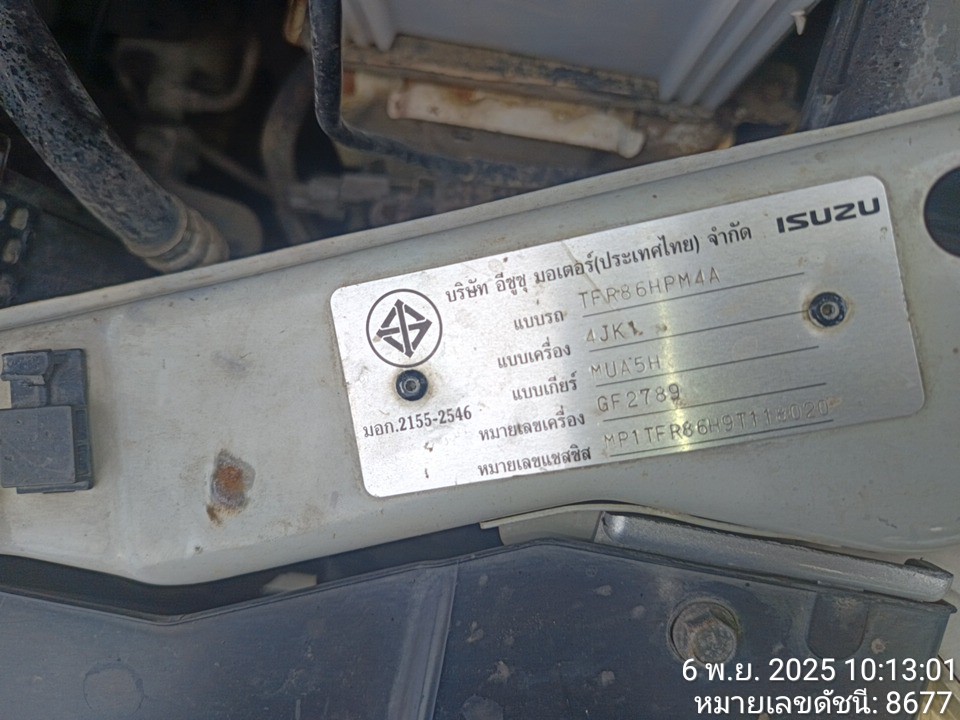 ISUZU
บริษัท อีซูซุ มอเตอร์(ประเทศไทย) จำกัด
แบบรถ TFR86HPM4A
แบบเครื่อง 4JK1
แบบเกียร์ MUA5H
หมายเลขเครื่อง GF2789
หมายเลขแชสซิส
มอก.2155-2546
6 พ.ย. 2025 10:13:01
หมายเลขดัชนี: 8677